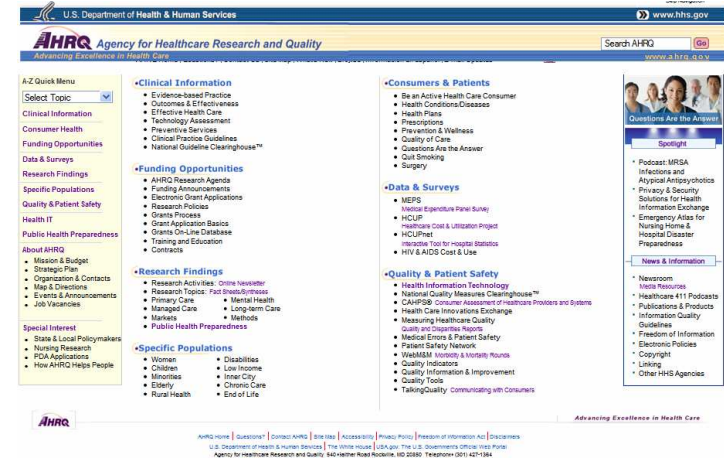 U.S. Department of Health & Human Services
www.hhs.gov
AHRQ Agency for Healthcare Research and Quality
Advancing Excellence in Health Care
Search AHRQ
Go
www.ahrq.gov
A-Z Quick Menu
Select Topic
Clinical Information
Consumer Health
Funding Opportunities
Data & Surveys
Research Findings
Specific Populations
Quality & Patient Safety
Health IT
Public Health Preparedness
About AHRQ
Mission & Budget
Strategic Plan
Organization & Contacts
Map & Directions
Events & Announcements
Job Vacancies
Special Interest
State & Local Policymakers
Nursing Research
PDA Applications
How AHRQ Helps People
•Clinical Information
• Evidence-based Practice
• Outcomes & Effectiveness
• Effective Health Care
• Technology Assessment
• Preventive Services
• Clinical Practice Guidelines
• National Guideline Clearinghouse™
•Funding Opportunities
• AHRQ Research Agenda
• Funding Announcements
• Electronic Grant Applications
• Research Policies
• Grants Process
• Grant Application Basics
• Grants On-Line Database
• Training and Education
• Contracts
•Research Findings
• Research Activities: Online Newsletter
• Research Topics: Fact Sheets/Syntheses
• Primary Care • Mental Health
• Managed Care • Long-term Care
• Markets • Methods
• Public Health Preparedness
•Specific Populations
• Women • Disabilities
• Children • Low Income
• Minorities • Inner City
• Elderly • Chronic Care
• Rural Health • End of Life
•Consumers & Patients
• Be an Active Health Care Consumer
• Health Conditions/Diseases
• Health Plans
• Prescriptions
• Prevention & Wellness
• Quality of Care
• Questions Are the Answer
• Quit Smoking
• Surgery
•Data & Surveys
• MEPS
Medical Expenditure Panel Survey
• HCUP
Healthcare Cost & Utilization Project
• HCUPnet
Interactive Tool for Hospital Statistics
• HIV & AIDS Cost & Use
•Quality & Patient Safety
• Health Information Technology
• National Quality Measures Clearinghouse™
• CAHPS® Consumer Assessment of Healthcare Providers and Systems
• Health Care Innovations Exchange
• Measuring Healthcare Quality
Quality and Disparities Reports
• Medical Errors & Patient Safety
• Patient Safety Network
• WebM&M Morbidity & Mortality Rounds
• Quality Indicators
• Quality Information & Improvement
• Quality Tools
• TalkingQuality Communicating with Consumers
Questions Are the Answer
Spotlight
Podcast: MRSA
Infections and
Atypical Antipsychotics
Privacy & Security
Solutions for Health
Information Exchange
Emergency Atlas for
Nursing Home &
Hospital Disaster
Preparedness
News & Information
Newsroom
Media Resources
Healthcare 411 Podcasts
Publications & Products
Information Quality
Guidelines
Freedom of Information
Electronic Policies
Copyright
Linking
Other HHS Agencies
AHRQ
Advancing Excellence in Health Care
AHRQ Home | Questions? | Contact AHRQ | Site Map | Accessibility | Privacy Policy | Freedom of Information Act | Disclaimers
U.S. Department of Health & Human Services | The White House | USA.gov: The U.S. Government's Official Web Portal
Agency for Healthcare Research and Quality 540 Gaither Road Rockville, MD 20850 Telephone: (301) 427-1364